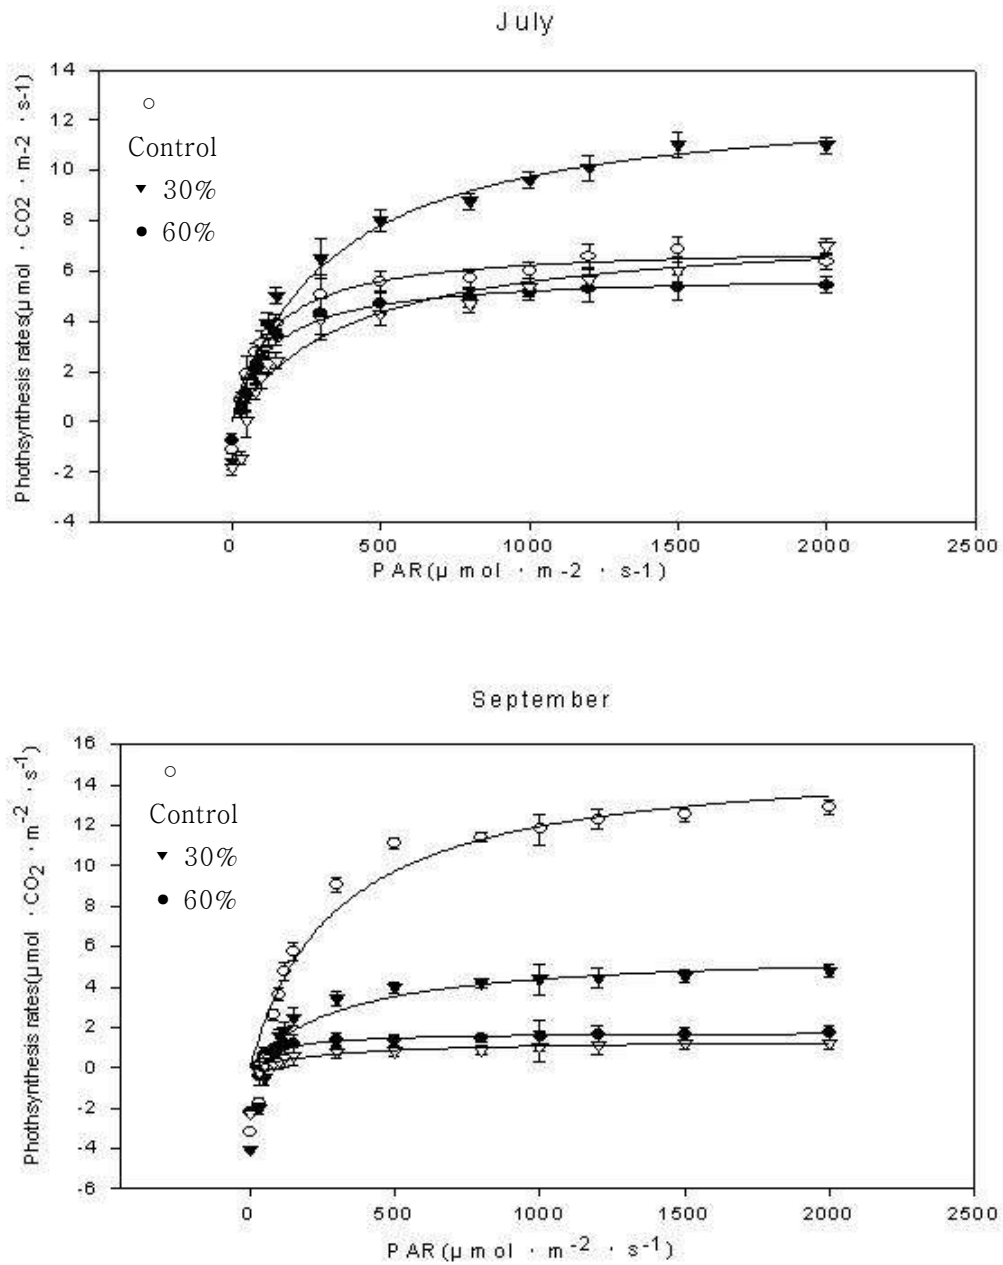 July
14
12
10
8
6
4
2
0
-2
-4
Phothsynthesis rates(µ mol · CO2 · m-2 · s-1)
○
Control
▼ 30%
● 60%
0 500 1000 1500 2000 2500
PAR(µ mol · m-2 · s-1)
September
16
14
12
10
8
6
4
2
0
-2
-4
-6
Phothsynthesis rates(µmol ·CO2 ·m-2 ·s-1)
○
Control
▼ 30%
● 60%
0 500 1000 1500 2000 2500
PAR(µ mol · m-2 · s-1)